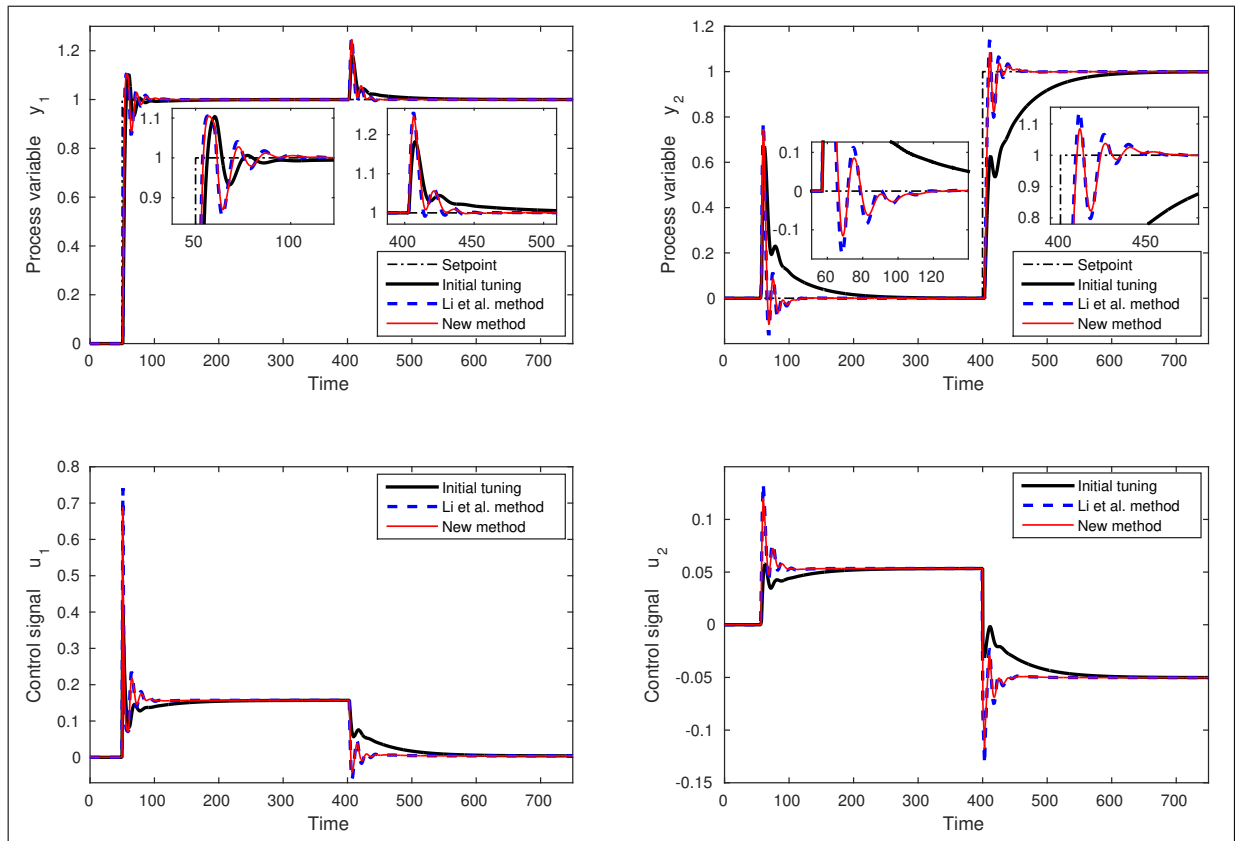 Process variable y1
1.2
1
0.8
0.6
0.4
0.2
0
0 100 200 300 400 500 600 700
Time
1.1
1
0.9
50 100
1.2
1.1
1
400 450 500
Setpoint
Initial tuning
Li et al. method
New method
Process variable y2
1.2
1
0.8
0.6
0.4
0.2
0
0 100 200 300 400 500 600 700
Time
0.1
0
-0.1
60 80 100 120
1.1
1
0.9
0.8
400 450
Setpoint
Initial tuning
Li et al. method
New method
Control signal u1
0.8
0.7
0.6
0.5
0.4
0.3
0.2
0.1
0
0 100 200 300 400 500 600 700
Time
Initial tuning
Li et al. method
New method
Control signal u2
0.1
0.05
0
-0.05
-0.1
-0.15
0 100 200 300 400 500 600 700
Time
Initial tuning
Li et al. method
New method